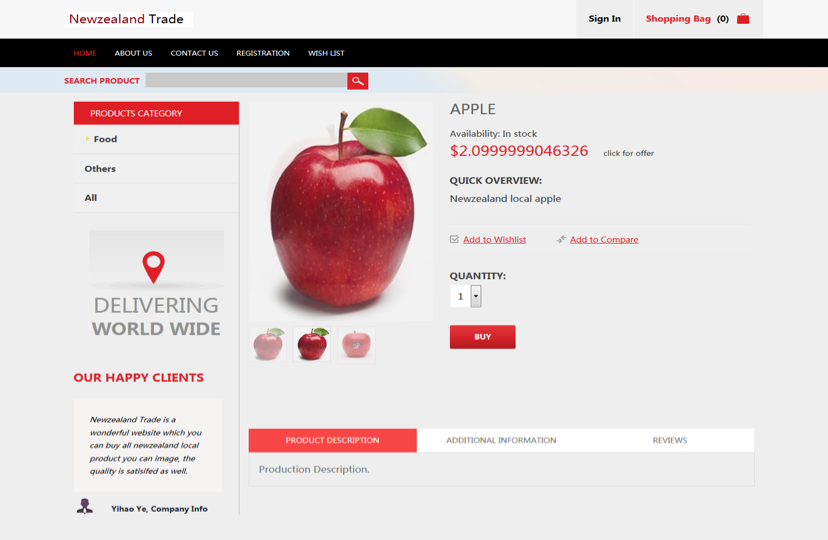 Newzealand Trade
Sign In
Shopping Bag (0)
HOME ABOUT US CONTACT US REGISTRATION WISH LIST
SEARCH PRODUCT
PRODUCTS CATEGORY
Food
Others
All
DELIVERING
WORLD WIDE
OUR HAPPY CLIENTS
Newzealand Trade is a
wonderful website which you
can buy all newzealand local
product you can image, the
quality is satisifed as well.
Yihao Ye, Company Info
APPLE
Availability: In stock
$2.0999999046326 click for offer
QUICK OVERVIEW:
Newzealand local apple
Add to Wishlist Add to Compare
QUANTITY:
1
BUY
PRODUCT DESCRIPTION ADDITIONAL INFORMATION REVIEWS
Production Description.